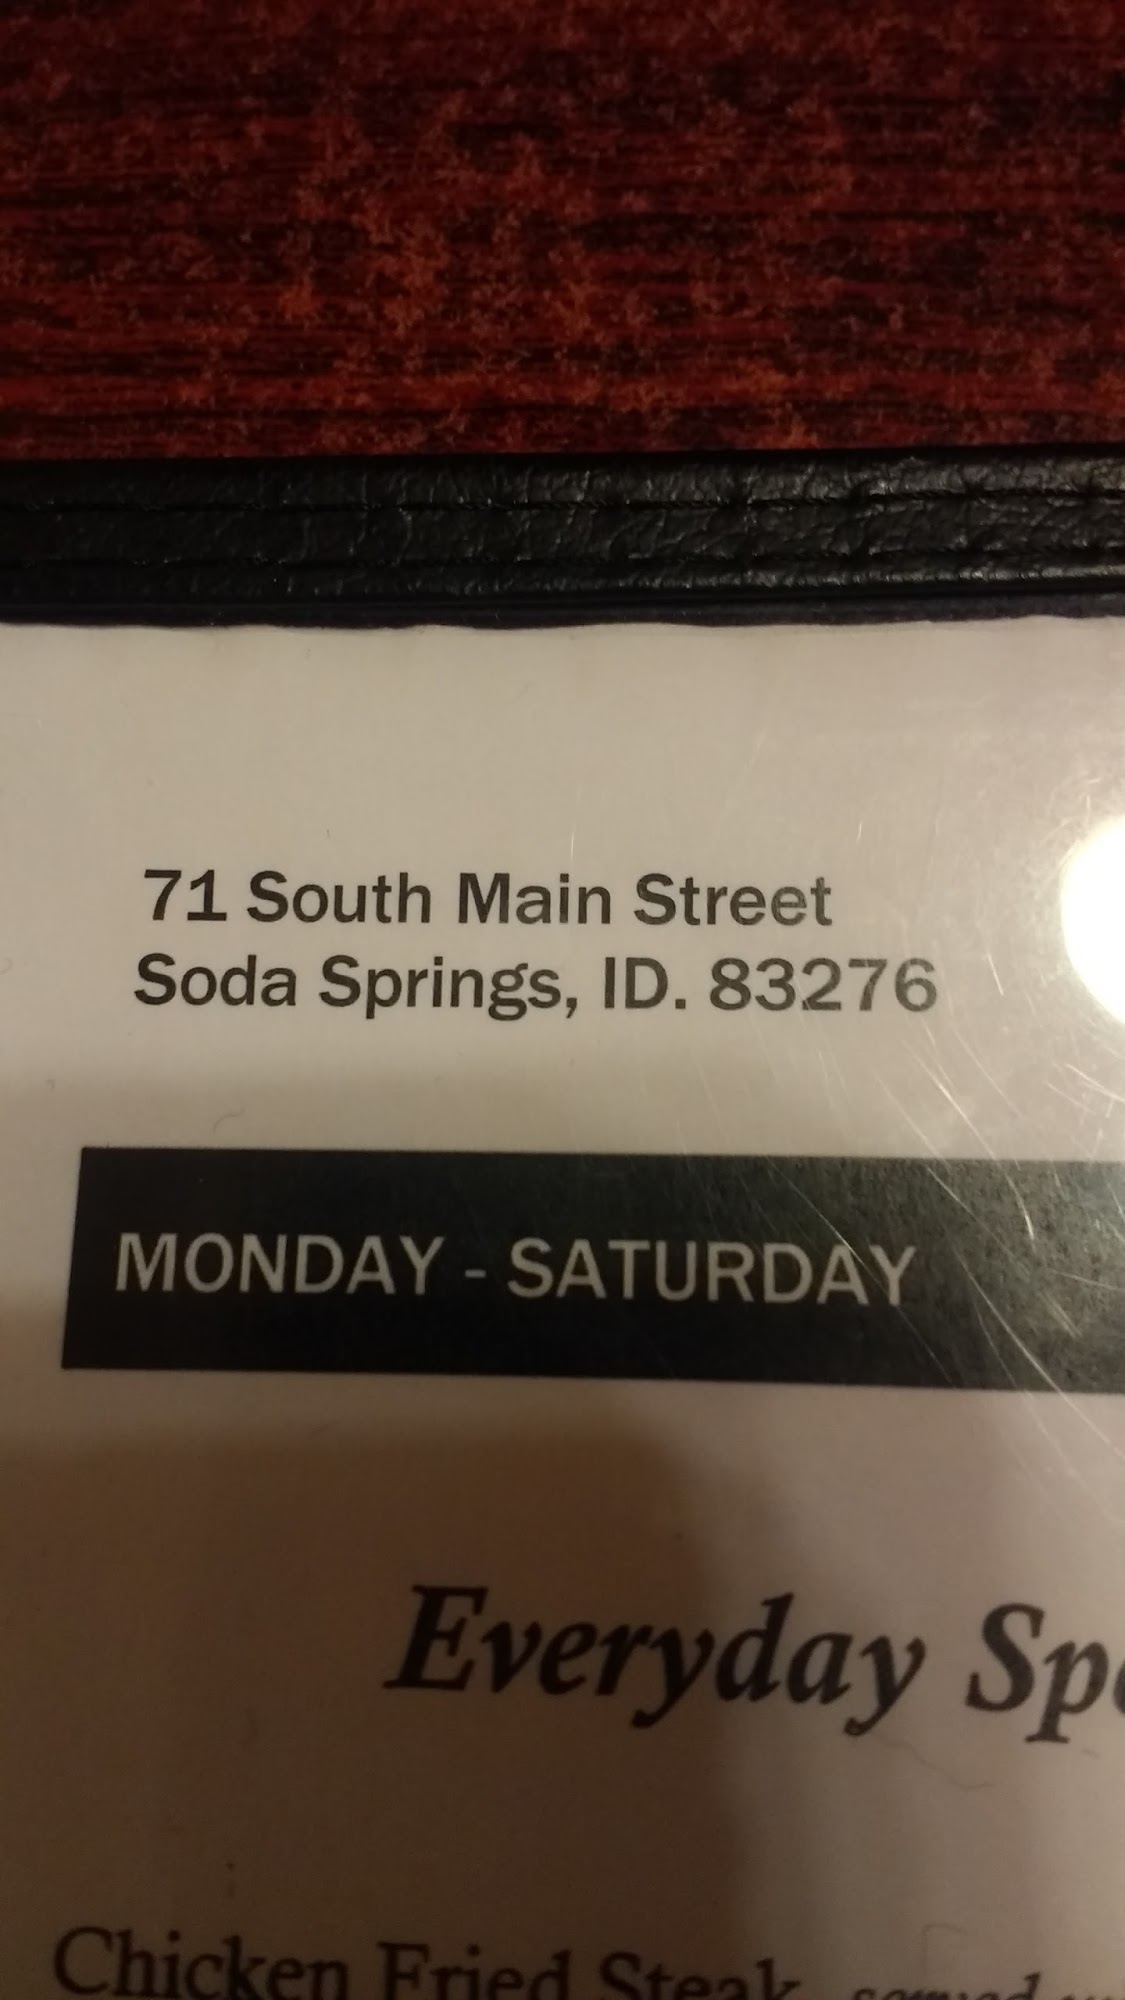 71 South Main Street
Soda Springs, ID. 83276
MONDAY - SATURDAY
Everyday
Chicken Fried Steak